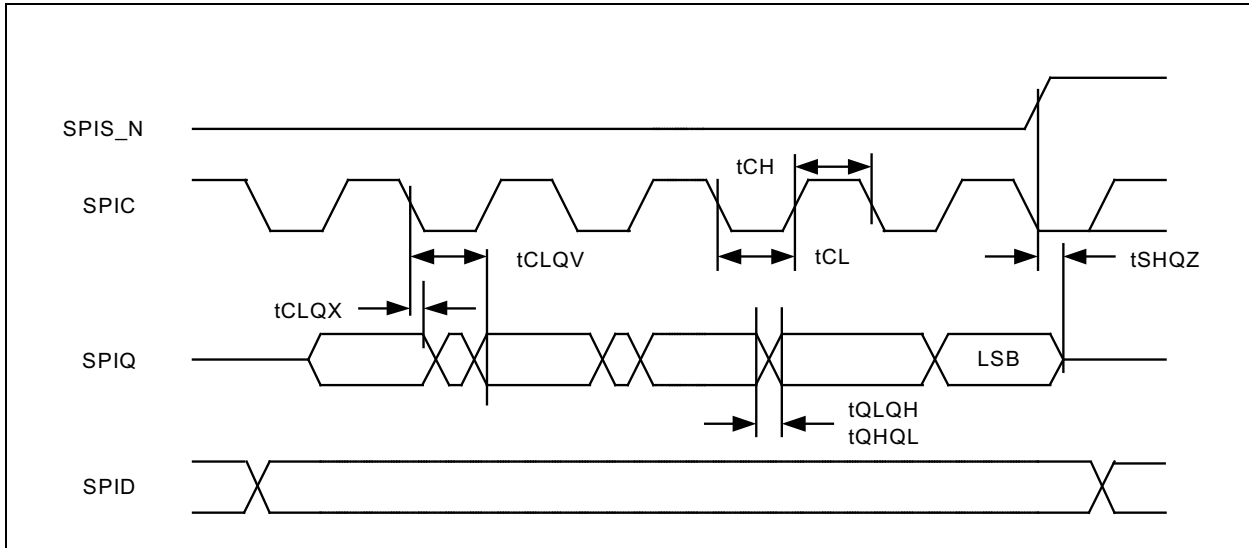 SPIS_N
tCH
SPIC
tCLQV
tCL
tSHQZ
tCLQX
SPIQ
LSB
tQLQH
tQHQL
SPID